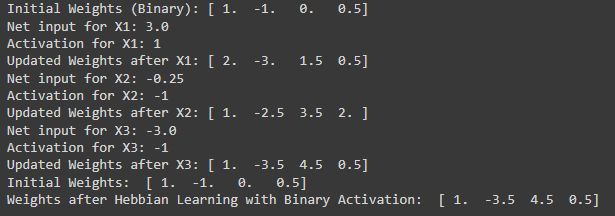 Initial Weights (Binary): [ 1.  -1.   0.   0.5]
Net input for X1: 3.0
Activation for X1: 1
Updated Weights after X1: [ 2.  -3.   1.5  0.5]
Net input for X2: -0.25
Activation for X2: -1
Updated Weights after X2: [ 1.  -2.5  3.5  2. ]
Net input for X3: -3.0
Activation for X3: -1
Updated Weights after X3: [ 1.  -3.5  4.5  0.5]
Initial Weights:  [ 1.  -1.   0.   0.5]
Weights after Hebbian Learning with Binary Activation:  [ 1.  -3.5  4.5  0.5]